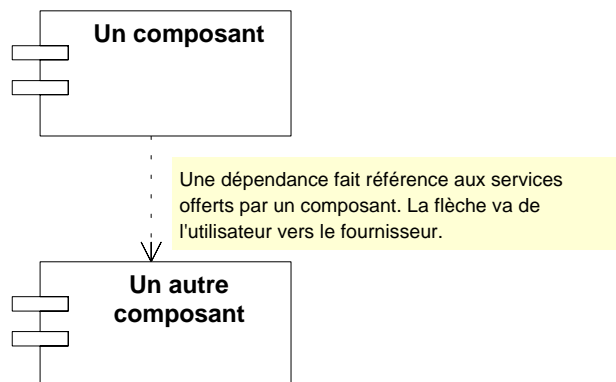 Un composant
Une dépendance fait référence aux services
offerts par un composant. La flèche va de
l'utilisateur vers le fournisseur.
Un autre
composant